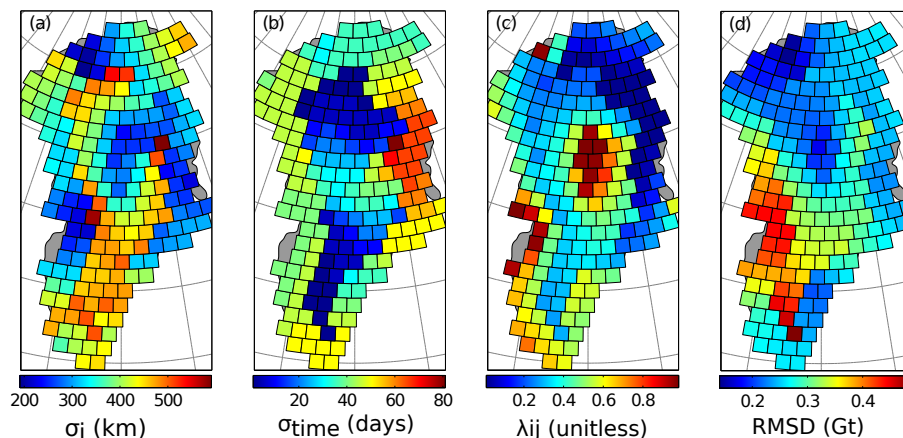 (a) (b) (c) (d)
200 300 400 500 20 40 60 80 0.2 0.4 0.6 0.8 0.2 0.3 0.4
σj (km) σtime (days) λij (unitless) RMSD (Gt)